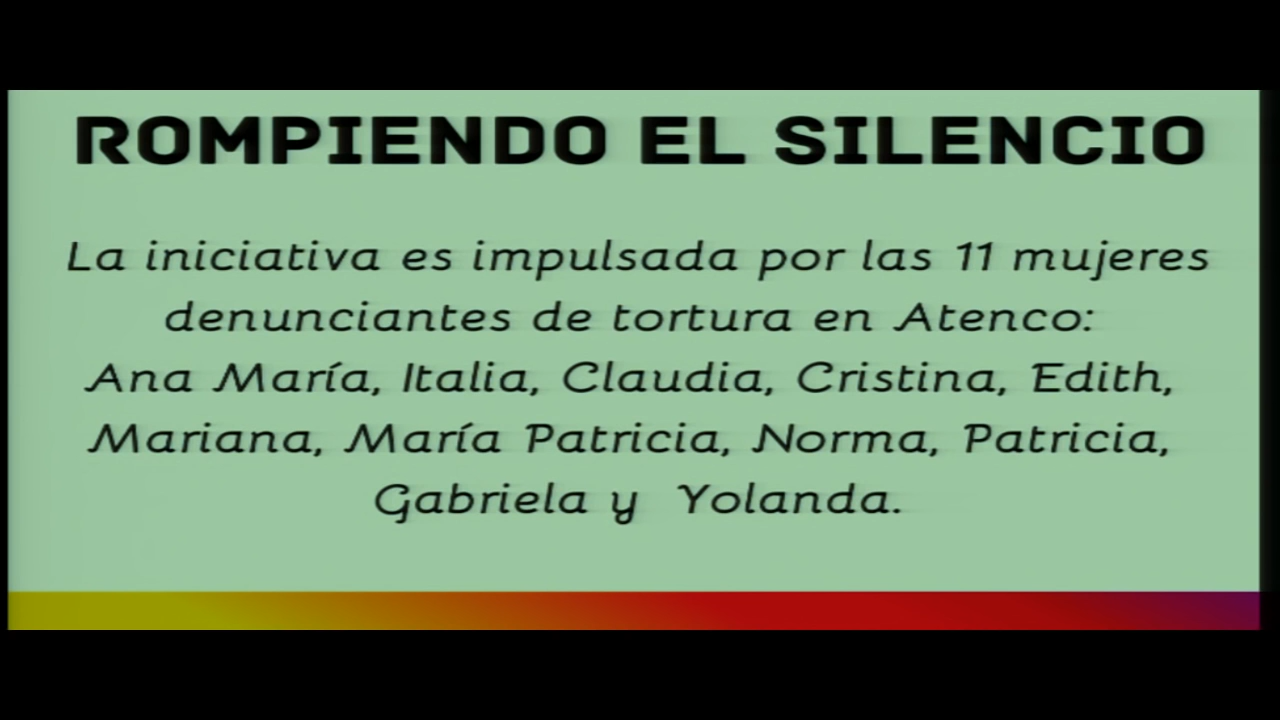 ROMPIENDO EL SILENCIO
La iniciativa es impulsada por las 11 mujeres
denunciantes de tortura en Atenco:
Ana María, Italia, Claudia, Cristina, Edith,
Mariana, María Patricia, Norma, Patricia,
Gabriela y Yolanda.